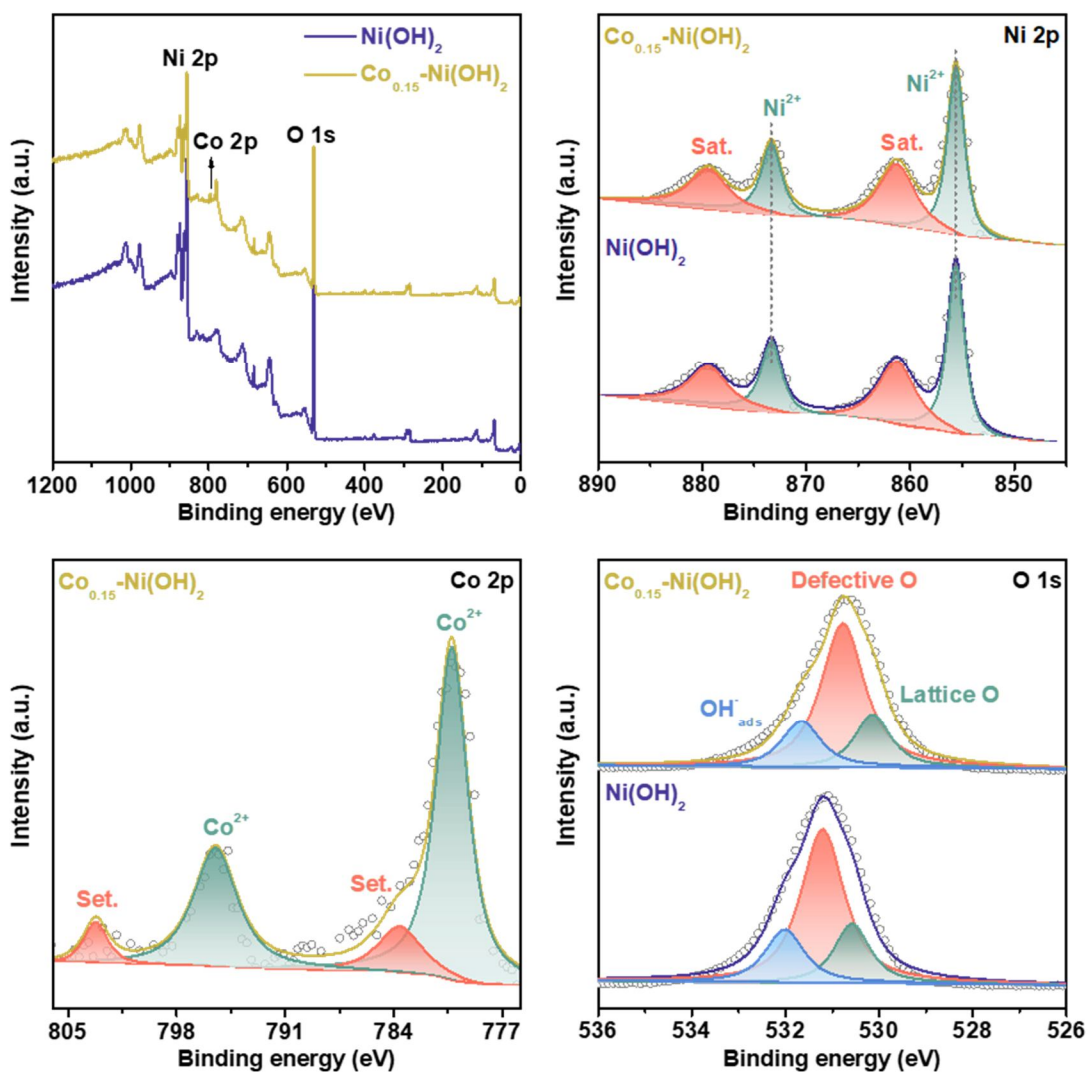 Ni(OH)₂
Co₀.₁₅-Ni(OH)₂
Ni 2p
Co 2p
O 1s
Intensity (a.u.)
1200 1000 800 600 400 200 0
Binding energy (eV)
Co₀.₁₅-Ni(OH)₂
Ni 2p
Ni²⁺
Ni²⁺
Sat.
Sat.
Ni(OH)₂
Intensity (a.u.)
890 880 870 860 850
Binding energy (eV)
Co₀.₁₅-Ni(OH)₂
Co 2p
Co²⁺
Co²⁺
Set.
Set.
Intensity (a.u.)
805 798 791 784 777
Binding energy (eV)
Co₀.₁₅-Ni(OH)₂
Defective O
O 1s
OH⁻ads
Lattice O
Ni(OH)₂
Intensity (a.u.)
536 534 532 530 528 526
Binding energy (eV)